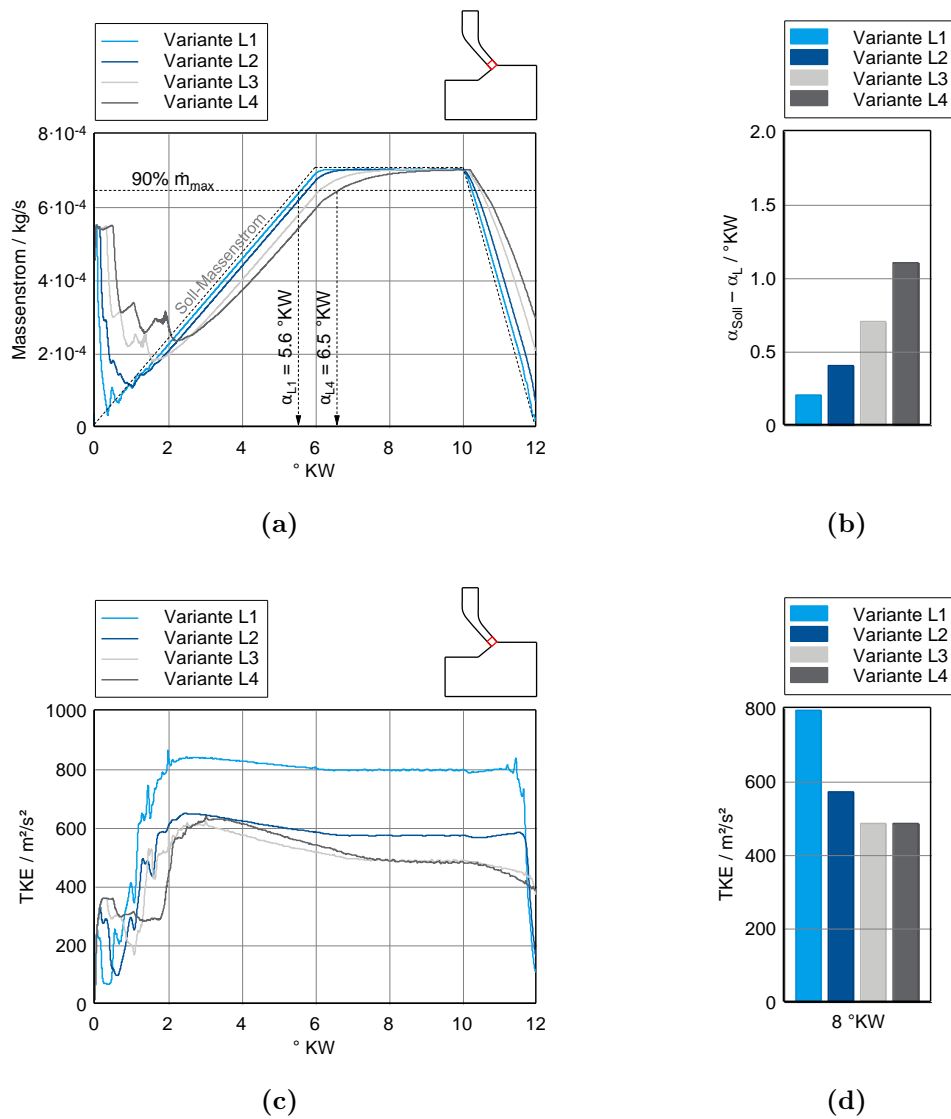 Variante L1
Variante L2
Variante L3
Variante L4
8·10⁻⁴
6·10⁻⁴
4·10⁻⁴
2·10⁻⁴
0
Massenstrom / kg/s
90% ṁmax
Soll-Massenstrom
αL1 = 5.6 °KW
αL4 = 6.5 °KW
0 2 4 6 8 10 12
° KW
(a)
Variante L1
Variante L2
Variante L3
Variante L4
2.0
1.5
1.0
0.5
0
αSoll – αL / °KW
(b)
Variante L1
Variante L2
Variante L3
Variante L4
1000
800
600
400
200
0
TKE / m²/s²
0 2 4 6 8 10 12
° KW
(c)
Variante L1
Variante L2
Variante L3
Variante L4
800
600
400
200
0
TKE / m²/s²
8 °KW
(d)